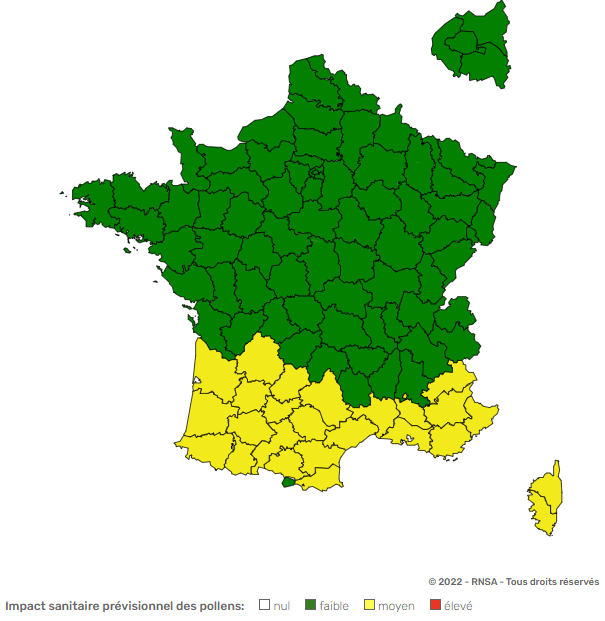 © 2022 - RNSA - Tous droits réservés
Impact sanitaire prévisionnel des pollens: nul faible moyen élevé